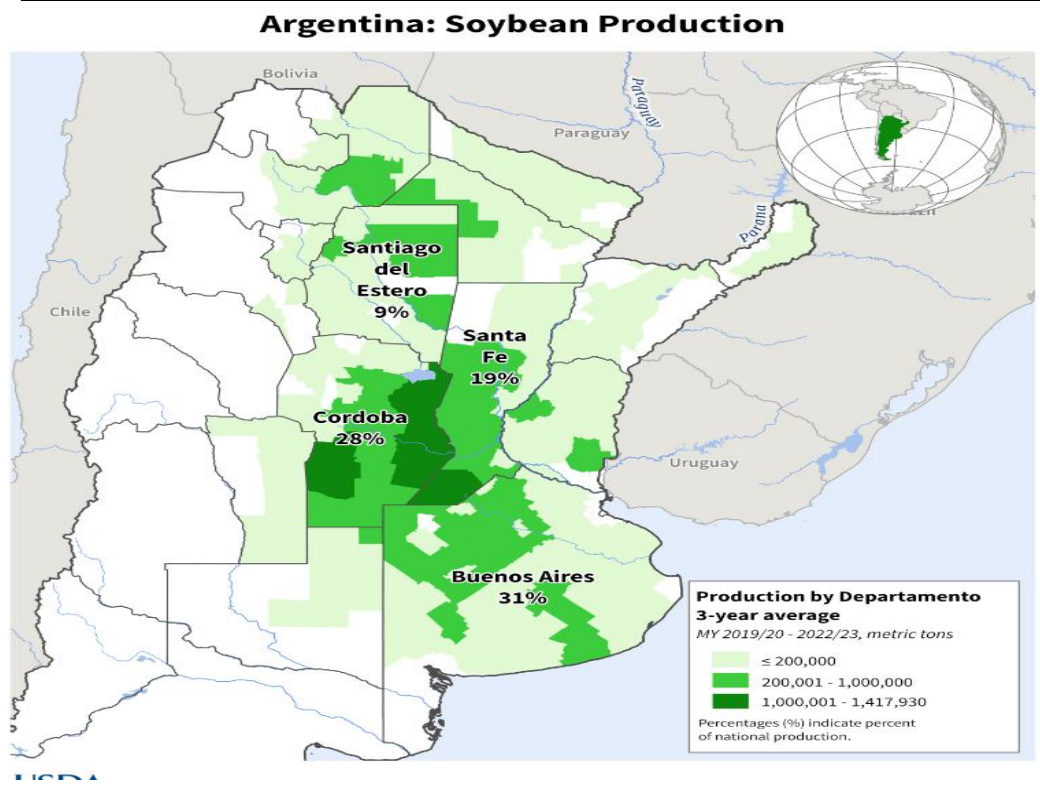 Argentina: Soybean Production
Bolivia
Paraguay
Paraguay
Parana
Chile
Santiago
del
Estero
9%
Santa
Fe
19%
Cordoba
28%
Uruguay
Buenos Aires
31%
Production by Departamento
3-year average
MY 2019/20 - 2022/23, metric tons
≤ 200,000
200,001 - 1,000,000
1,000,001 - 1,417,930
Percentages (%) indicate percent
of national production.
USDA